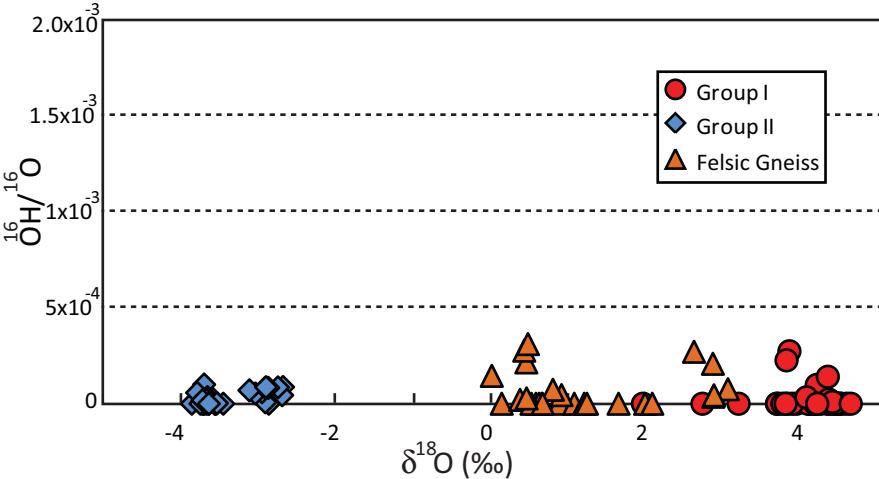 2.0x10⁻³
1.5x10⁻³
1x10⁻³
5x10⁻⁴
0
¹⁶OH/¹⁶O
Group I
Group II
Felsic Gneiss
-4
-2
0
2
4
δ¹⁸O (‰)